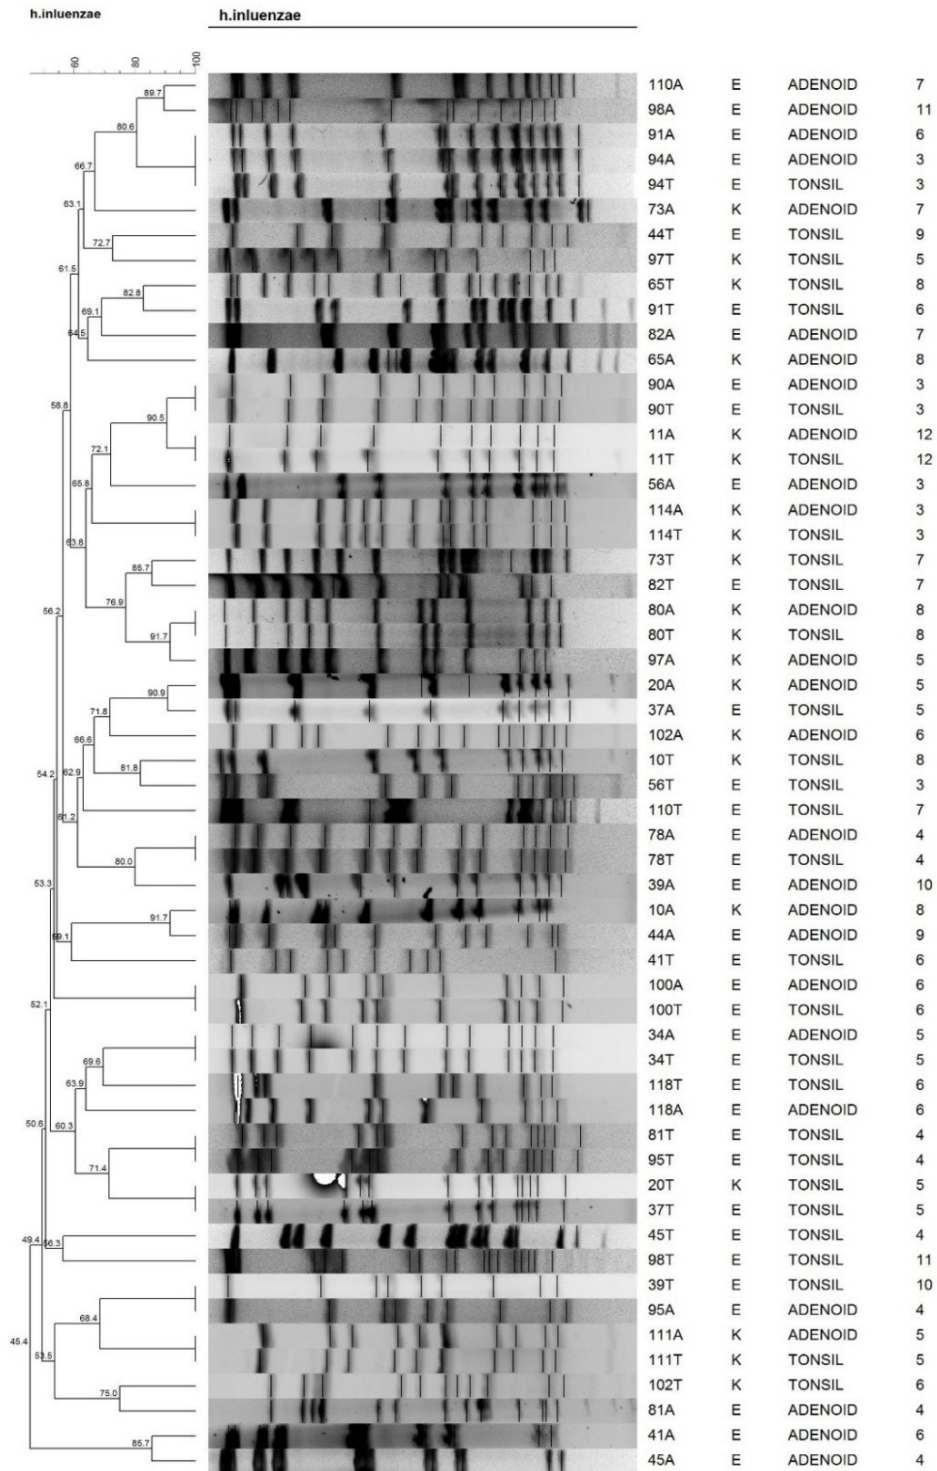 h.inluenzae h.inluenzae
60 80 100
110A E ADENOID 7
89.7
98A E ADENOID 11
80.6
91A E ADENOID 6
94A E ADENOID 3
66.7
94T E TONSIL 3
63.1
73A K ADENOID 7
44T E TONSIL 9
72.7
97T K TONSIL 5
61.5
65T K TONSIL 8
82.8
91T E TONSIL 6
69.1
82A E ADENOID 7
64.5
65A K ADENOID 8
90A E ADENOID 3
58.8
90T E TONSIL 3
90.5
11A K ADENOID 12
72.1
11T K TONSIL 12
56A E ADENOID 3
65.8
114A K ADENOID 3
114T K TONSIL 3
63.8
73T K TONSIL 7
85.7
82T E TONSIL 7
76.9
80A K ADENOID 8
56.2
80T K TONSIL 8
91.7
97A K ADENOID 5
20A K ADENOID 5
90.9
37A E TONSIL 5
71.8
102A K ADENOID 6
66.6
10T K TONSIL 8
81.8
54.2 62.9
56T E TONSIL 3
110T E TONSIL 7
61.2
78A E ADENOID 4
78T E TONSIL 4
80.0
39A E ADENOID 10
53.3
10A K ADENOID 8
91.7
44A E ADENOID 9
59.1
41T E TONSIL 6
100A E ADENOID 6
52.1
100T E TONSIL 6
34A E ADENOID 5
34T E TONSIL 5
69.6
118T E TONSIL 6
63.9
118A E ADENOID 6
50.6 60.3
81T E TONSIL 4
95T E TONSIL 4
71.4
20T K TONSIL 5
37T E TONSIL 5
45T E TONSIL 4
49.4 56.3
98T E TONSIL 11
39T E TONSIL 10
95A E ADENOID 4
68.4
111A K ADENOID 5
45.4
111T K TONSIL 5
53.5
102T K TONSIL 6
75.0
81A E ADENOID 4
41A E ADENOID 6
85.7
45A E ADENOID 4